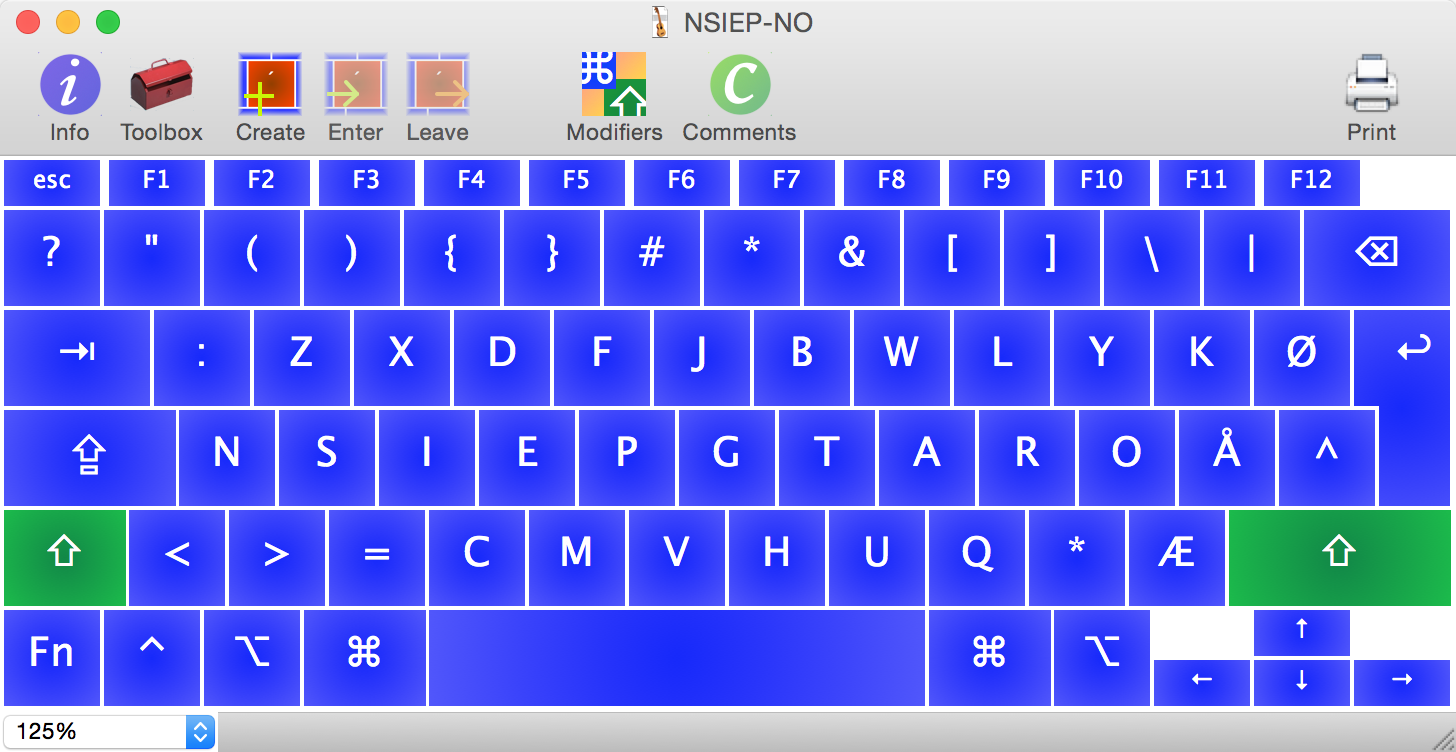 NSIEP-NO
Info Toolbox Create Enter Leave Modifiers Comments Print
esc F1 F2 F3 F4 F5 F6 F7 F8 F9 F10 F11 F12
? " ( ) { } # * & [ ] \ | ⌫
⇥ : Z X D F J B W L Y K Ø ↩
⇪ N S I E P G T A R O Å ^
⇧ < > = C M V H U Q * Æ ⇧
Fn ^ ⌥ ⌘ ⌘ ⌥ ← ↑ ↓ →
125%